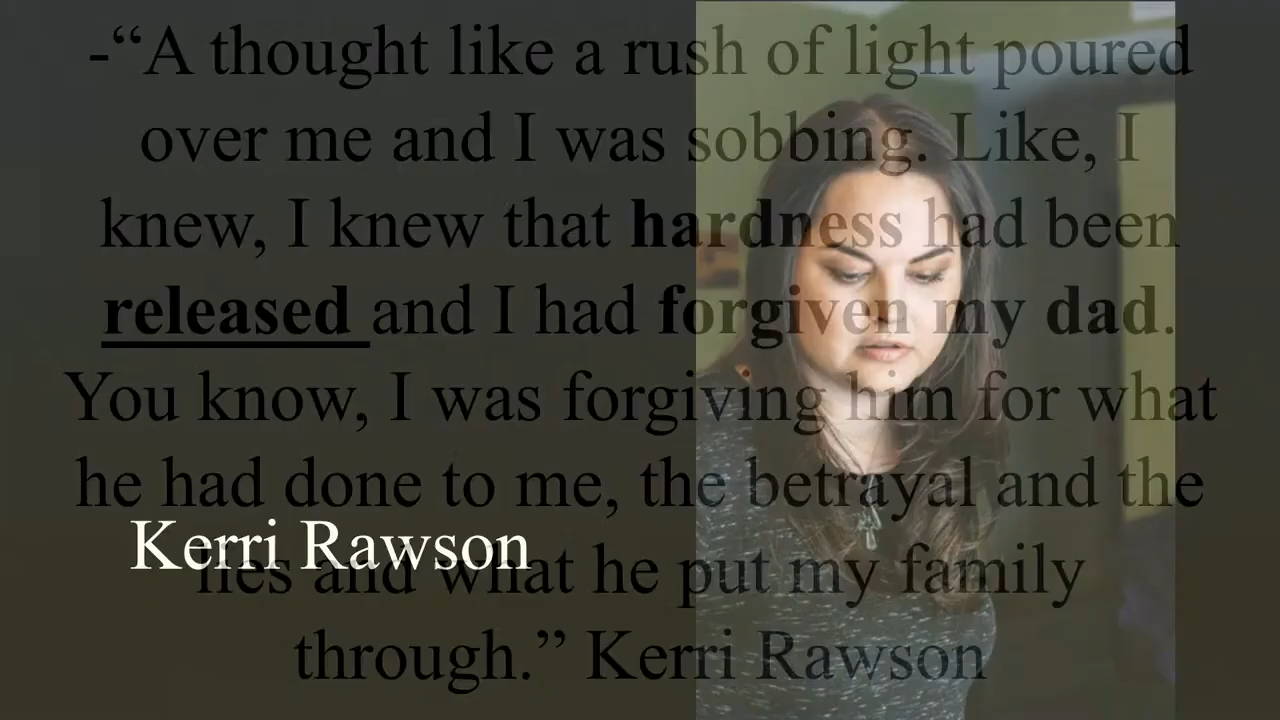 -“A thought like a rush of light poured
over me and I was sobbing. Like, I
knew, I knew that hardness had been
released and I had forgiven my dad.
You know, I was forgiving him for what
he had done to me, the betrayal and the
Kerri Rawson
lies and what he put my family
through.” Kerri Rawson